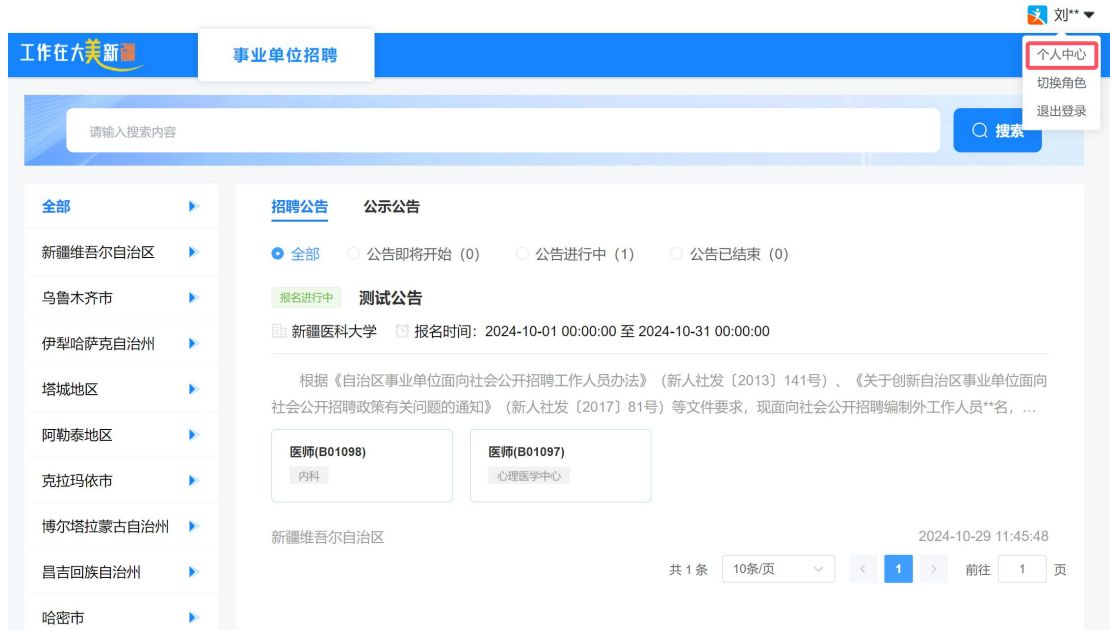 刘**
工作在大美新疆
事业单位招聘
个人中心
切换角色
退出登录
请输入搜索内容
搜索
全部
新疆维吾尔自治区
乌鲁木齐市
伊犁哈萨克自治州
塔城地区
阿勒泰地区
克拉玛依市
博尔塔拉蒙古自治州
昌吉回族自治州
哈密市
招聘公告 公示公告
全部 公告即将开始（0） 公告进行中（1） 公告已结束（0）
报名进行中 测试公告
新疆医科大学 报名时间：2024-10-01 00:00:00 至 2024-10-31 00:00:00
根据《自治区事业单位面向社会公开招聘工作人员办法》（新人社发〔2013〕141号）、《关于创新自治区事业单位面向
社会公开招聘政策有关问题的通知》（新人社发〔2017〕81号）等文件要求，现面向社会公开招聘编制外工作人员**名，...
医师(B01098)
内科
医师(B01097)
心理医学中心
新疆维吾尔自治区 2024-10-29 11:45:48
共 1 条 10条/页 1 前往 1 页